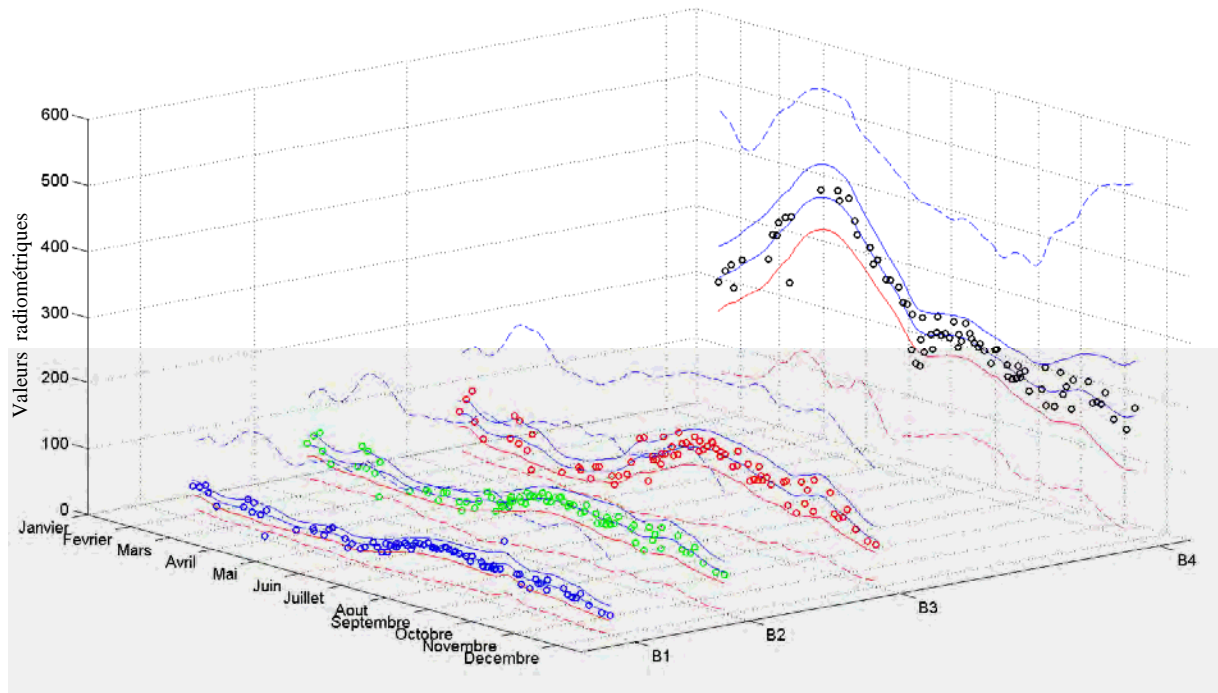 Valeurs radiométriques
600
500
400
300
200
100
0
Janvier
Fevrier
Mars
Avril
Mai
Juin
Juillet
Aout
Septembre
Octobre
Novembre
Decembre
B1
B2
B3
B4